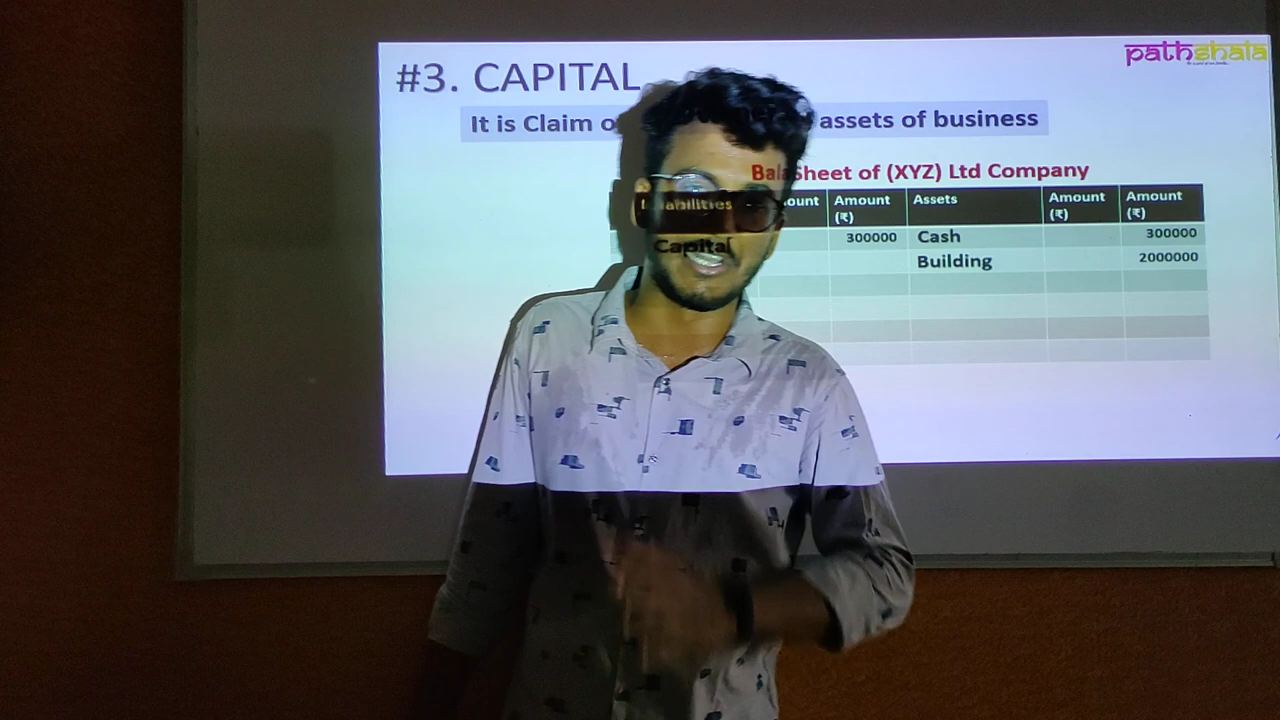 pathshala
#3. CAPITAL
It is Claim o assets of business
Bala Sheet of (XYZ) Ltd Company
Liabilities ount Amount (₹) Assets Amount (₹) Amount (₹)
Capital 300000 Cash 300000
Building 2000000